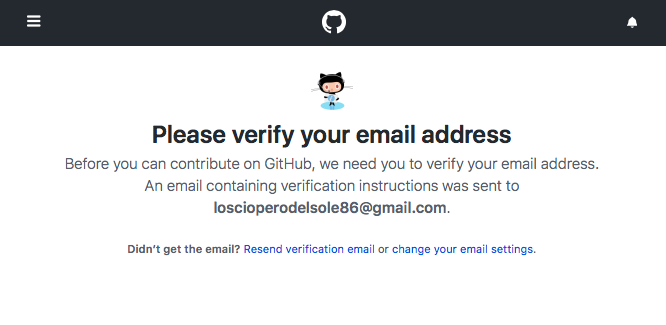 Please verify your email address
Before you can contribute on GitHub, we need you to verify your email address.
An email containing verification instructions was sent to
loscioperodelsole86@gmail.com.
Didn’t get the email? Resend verification email or change your email settings.